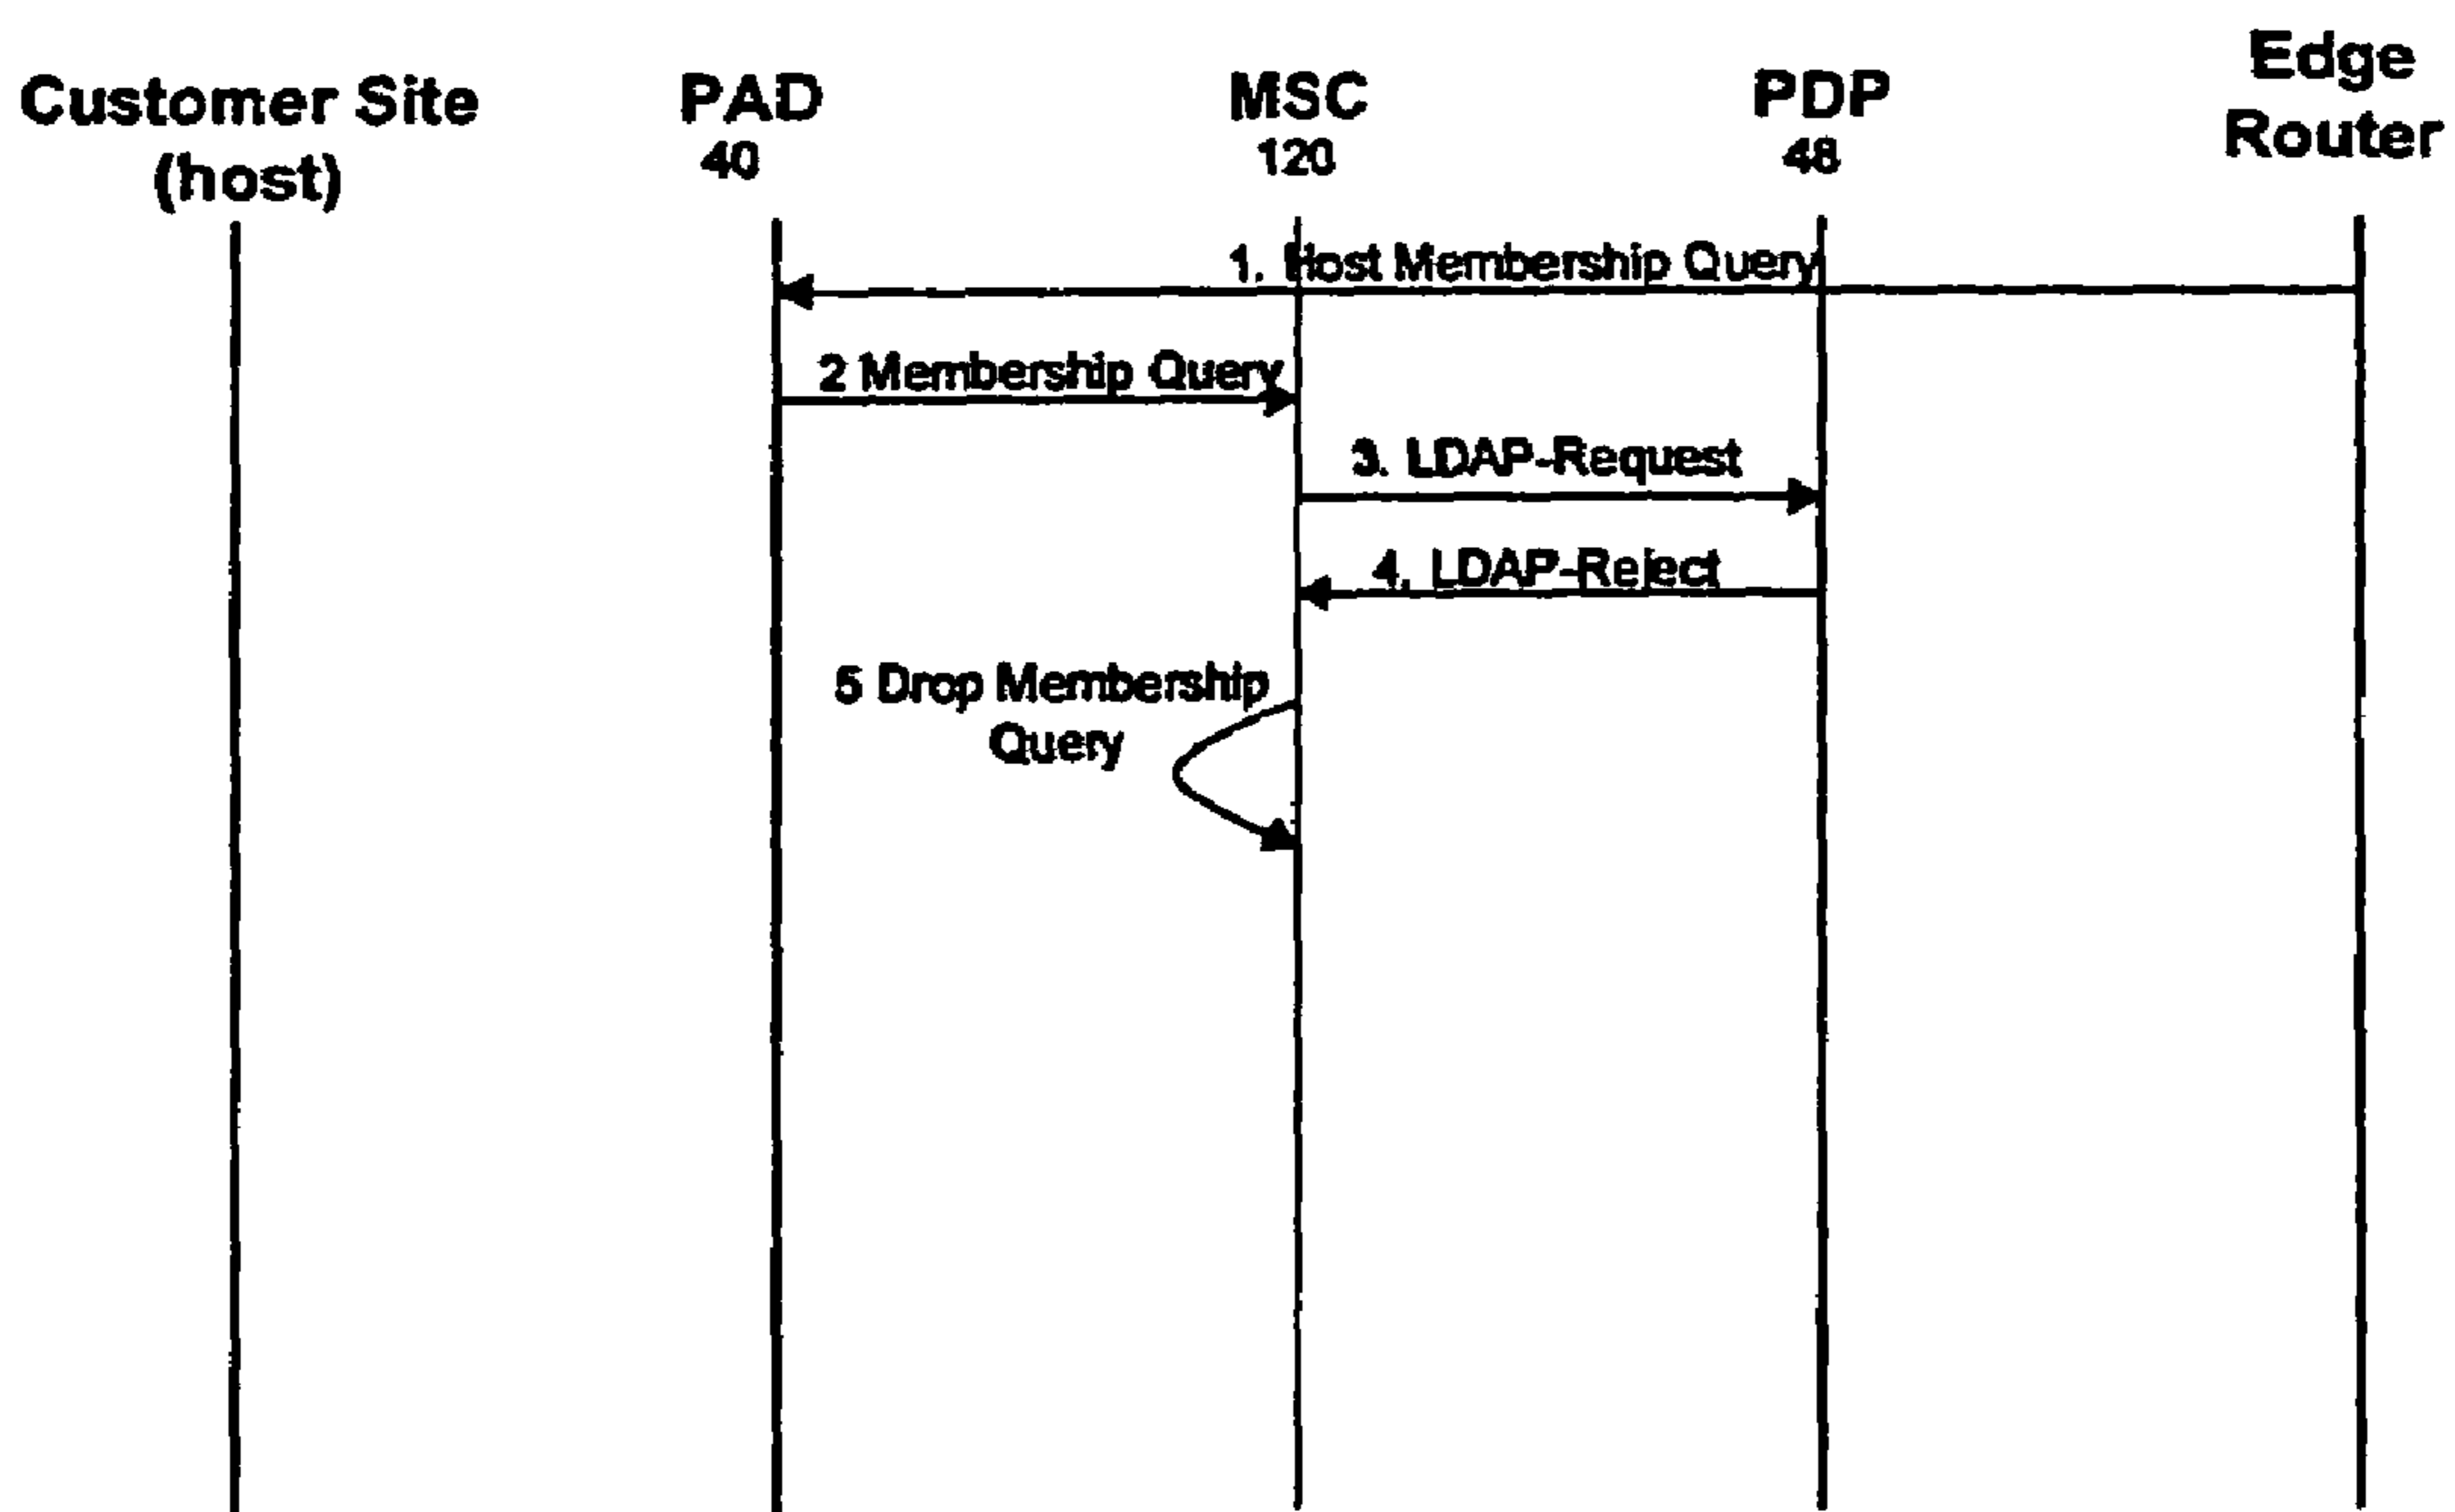 Customer Site
(host)
PAD
40
MSC
120
PDP
48
Edge
Router
1. Host Membership Query
2 Membership Query
3. LDAP-Request
4. LDAP-Reject
5 Drop Membership
Query